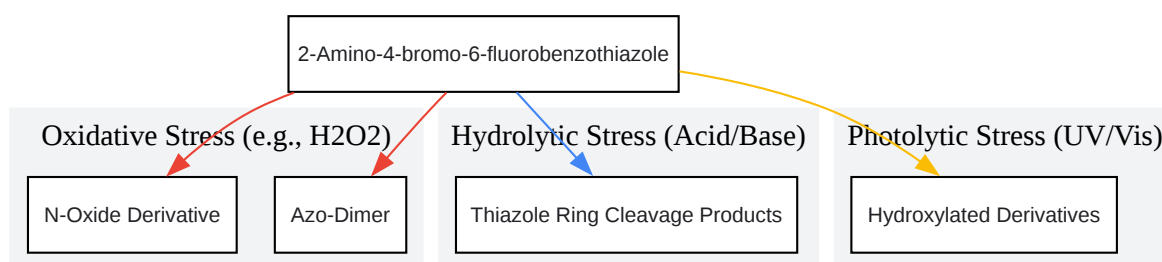 2-Amino-4-bromo-6-fluorobenzothiazole
Oxidative Stress (e.g., H2O2)
Hydrolytic Stress (Acid/Base)
Photolytic Stress (UV/Vis)
N-Oxide Derivative
Azo-Dimer
Thiazole Ring Cleavage Products
Hydroxylated Derivatives